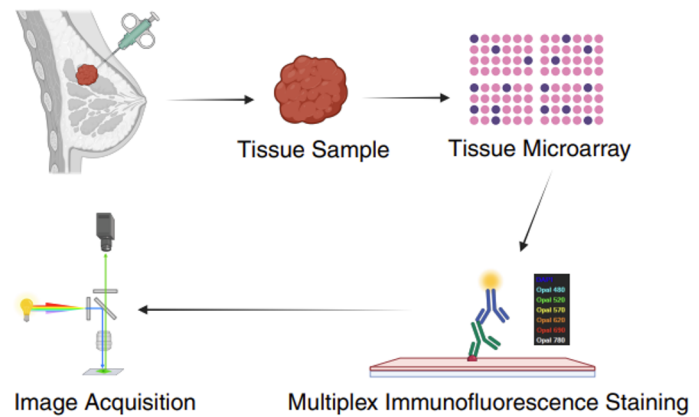 Tissue Sample
Tissue Microarray
Opal 480
Opal 520
Opal 570
Opal 620
Opal 690
Opal 780
Image Acquisition
Multiplex Immunofluorescence Staining